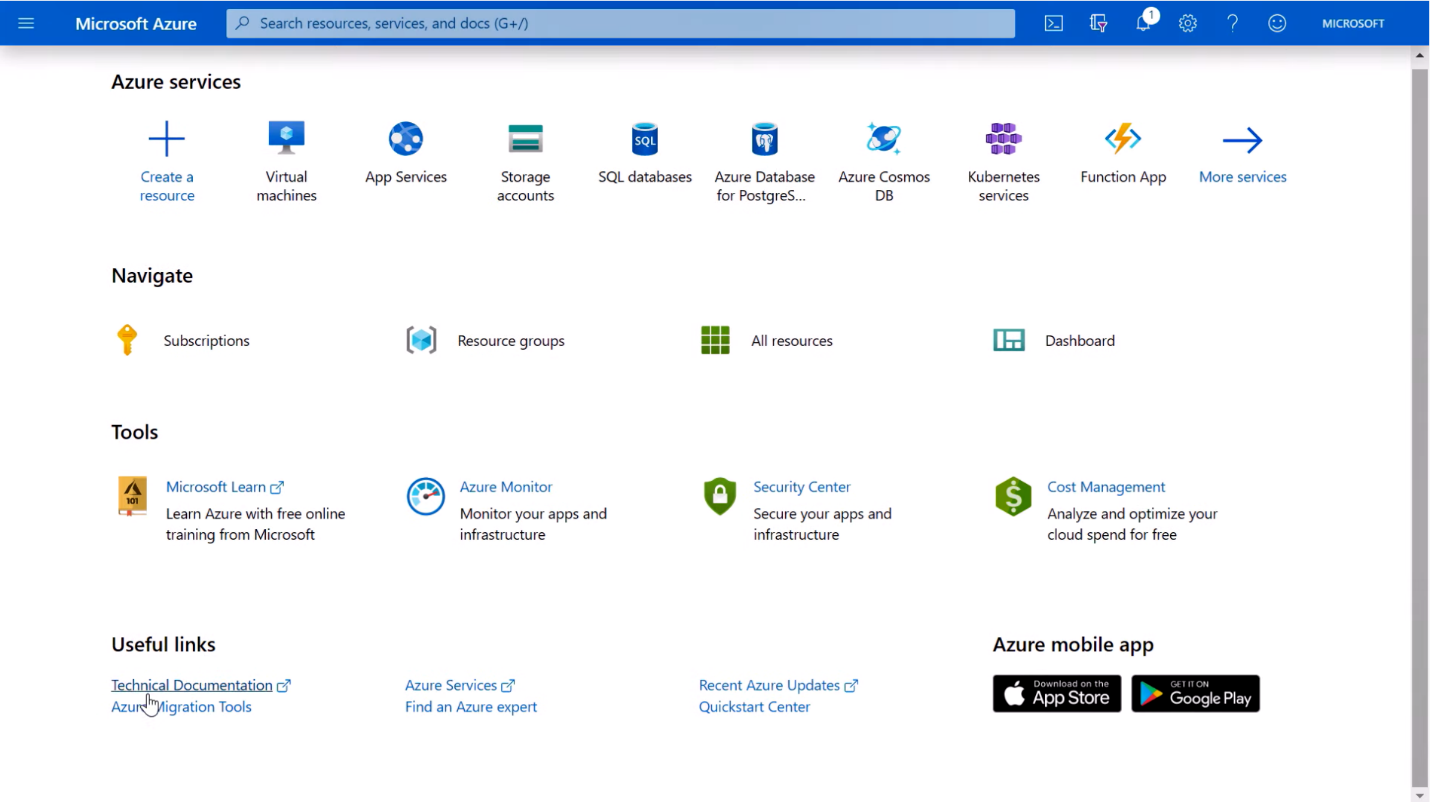 Microsoft Azure
Search resources, services, and docs (G+/)
1
MICROSOFT
Azure services
Create a
resource
Virtual
machines
App Services
Storage
accounts
SQL
SQL databases
Azure Database
for PostgreS...
Azure Cosmos
DB
Kubernetes
services
Function App
More services
Navigate
Subscriptions
Resource groups
All resources
Dashboard
Tools
101
Microsoft Learn
Learn Azure with free online
training from Microsoft
Azure Monitor
Monitor your apps and
infrastructure
Security Center
Secure your apps and
infrastructure
$
Cost Management
Analyze and optimize your
cloud spend for free
Useful links
Technical Documentation
Azure Migration Tools
Azure Services
Find an Azure expert
Recent Azure Updates
Quickstart Center
Azure mobile app
Download on the
App Store
GET IT ON
Google Play